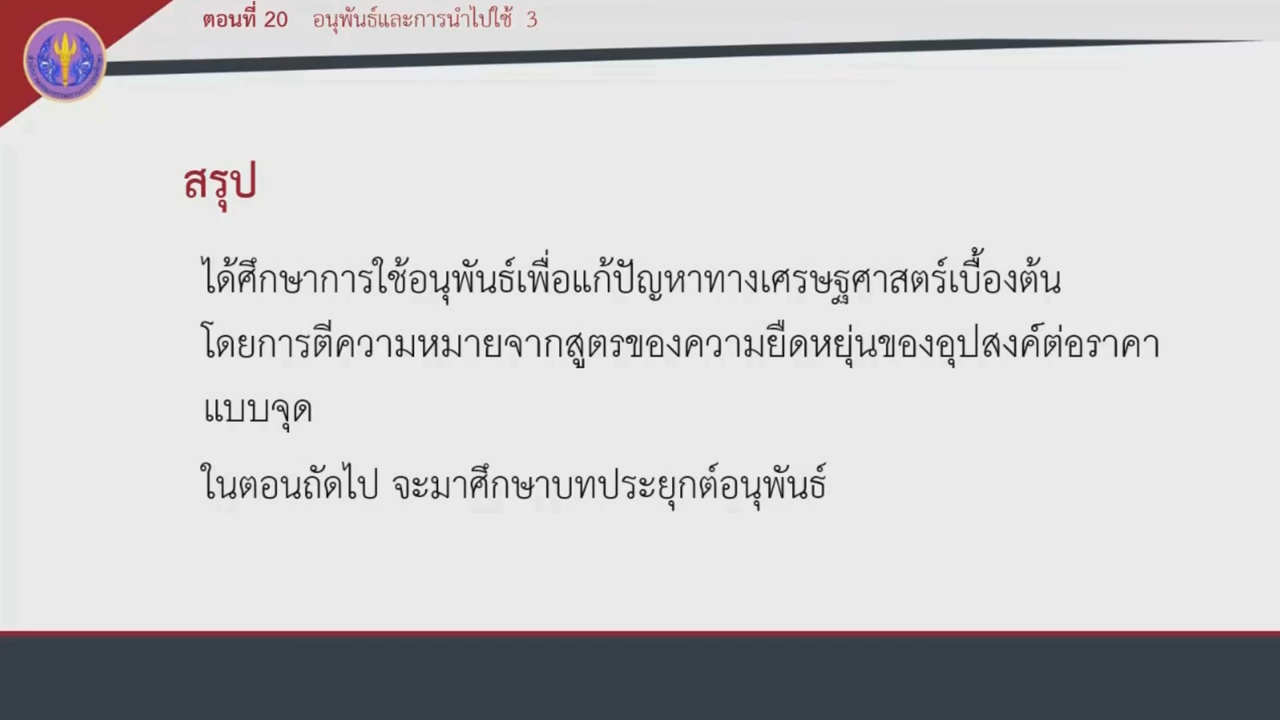 ตอนที่ 20 อนุพันธ์และการนำไปใช้ 3
สรุป
ได้ศึกษาการใช้อนุพันธ์เพื่อแก้ปัญหาทางเศรษฐศาสตร์เบื้องต้น
โดยการตีความหมายจากสูตรของความยืดหยุ่นของอุปสงค์ต่อราคา
แบบจุด
ในตอนถัดไป จะมาศึกษาบทประยุกต์อนุพันธ์